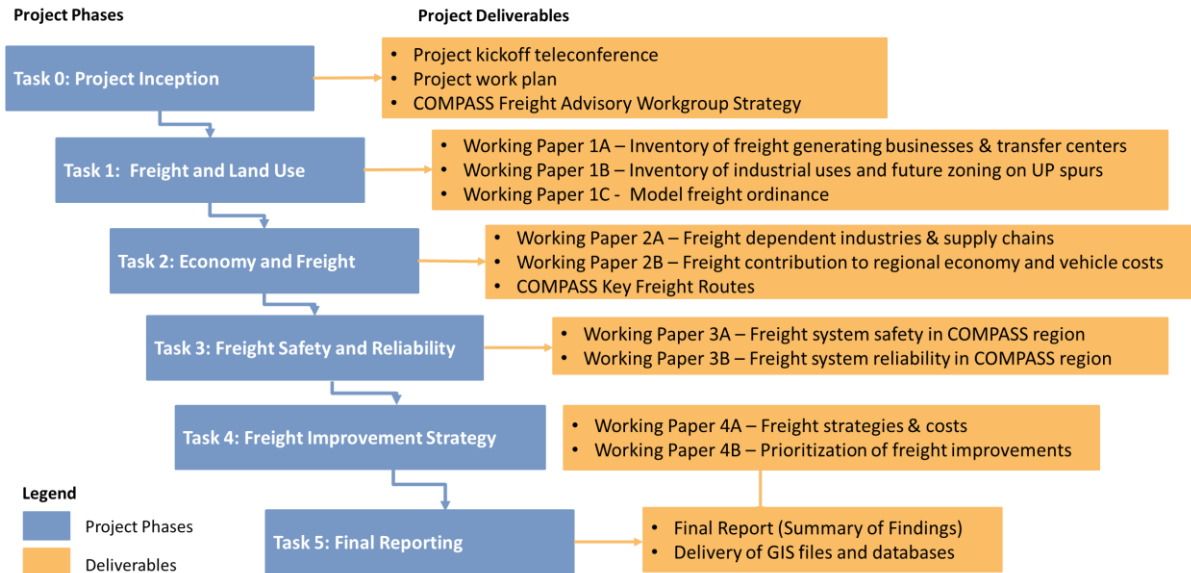 Project Phases
Project Deliverables
Task 0: Project Inception
• Project kickoff teleconference
• Project work plan
• COMPASS Freight Advisory Workgroup Strategy
Task 1: Freight and Land Use
• Working Paper 1A – Inventory of freight generating businesses & transfer centers
• Working Paper 1B – Inventory of industrial uses and future zoning on UP spurs
• Working Paper 1C - Model freight ordinance
Task 2: Economy and Freight
• Working Paper 2A – Freight dependent industries & supply chains
• Working Paper 2B – Freight contribution to regional economy and vehicle costs
• COMPASS Key Freight Routes
Task 3: Freight Safety and Reliability
• Working Paper 3A – Freight system safety in COMPASS region
• Working Paper 3B – Freight system reliability in COMPASS region
Task 4: Freight Improvement Strategy
• Working Paper 4A – Freight strategies & costs
• Working Paper 4B – Prioritization of freight improvements
Task 5: Final Reporting
• Final Report (Summary of Findings)
• Delivery of GIS files and databases
Legend
Project Phases
Deliverables